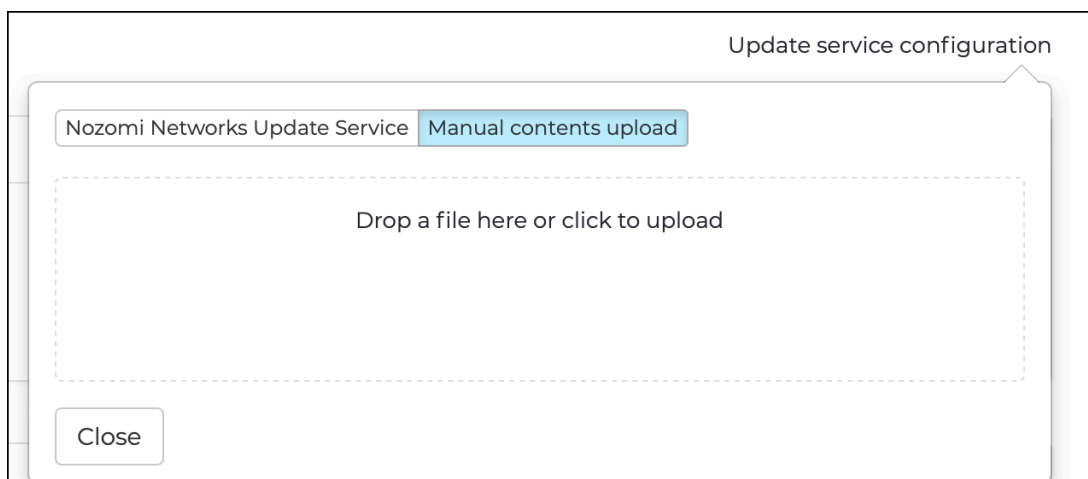 Update service configuration
Nozomi Networks Update Service Manual contents upload
Drop a file here or click to upload
Close